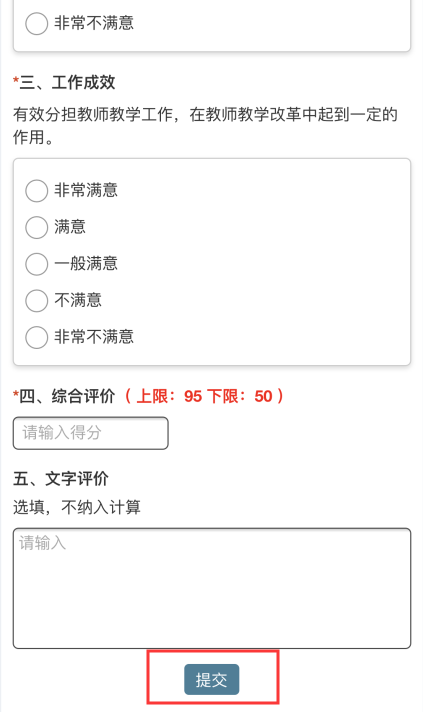 非常不满意
*三、工作成效
有效分担教师教学工作，在教师教学改革中起到一定的
作用。
非常满意
满意
一般满意
不满意
非常不满意
*四、综合评价（上限：95 下限：50）
请输入得分
五、文字评价
选填，不纳入计算
请输入
提交